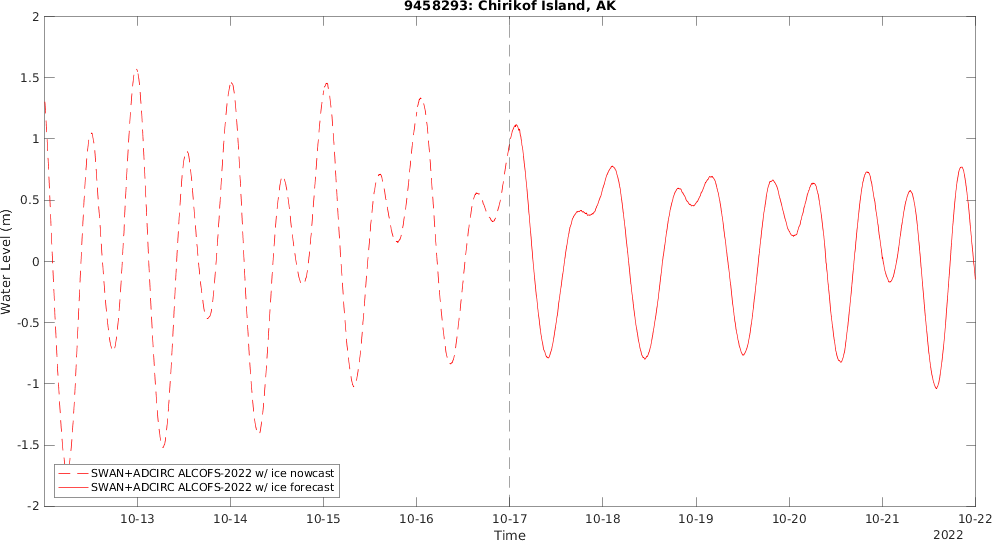 9458293: Chirikof Island, AK
2
1.5
1
0.5
0
-0.5
-1
-1.5
-2
Water Level (m)
SWAN+ADCIRC ALCOFS-2022 w/ ice nowcast
SWAN+ADCIRC ALCOFS-2022 w/ ice forecast
10-13 10-14 10-15 10-16 10-17 10-18 10-19 10-20 10-21 10-22
Time
2022